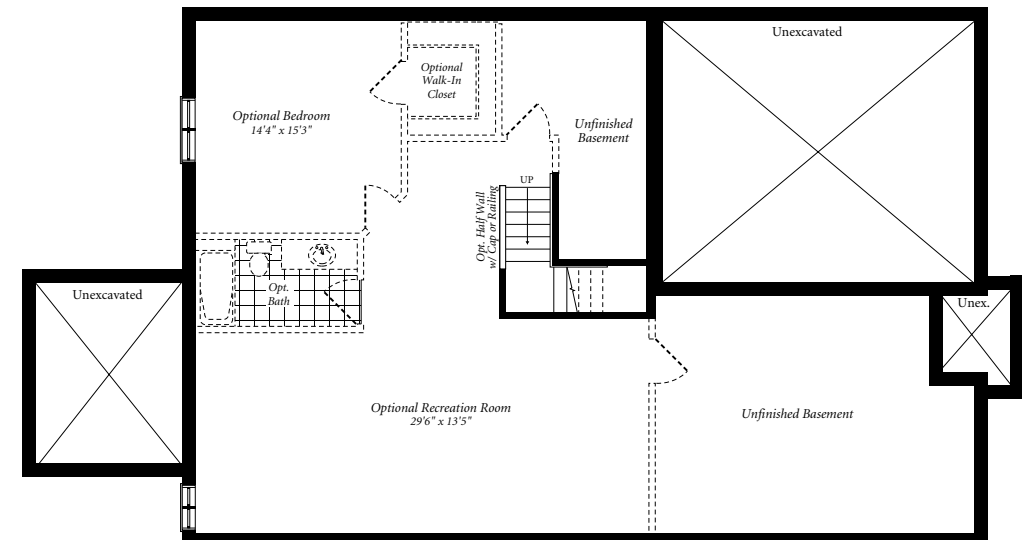 Unexcavated
Optional
Walk-In
Closet
Optional Bedroom
14'4" x 15'3"
Unfinished
Basement
UP
Opt. Half Wall
w/ Cap or Railing
Opt.
Bath
Unexcavated
Unex.
Optional Recreation Room
29'6" x 13'5"
Unfinished Basement